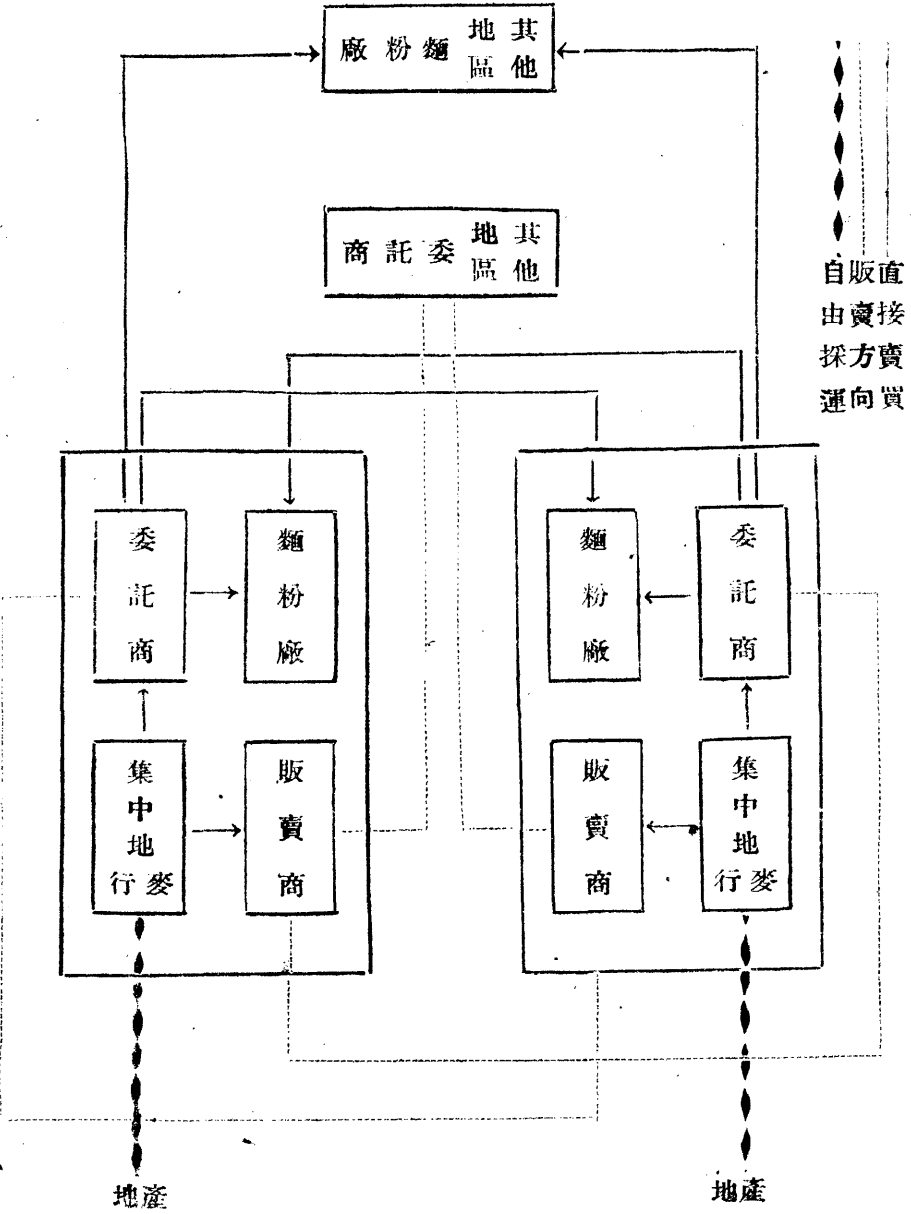 其他地區麵粉廠
其他地區委託商
直接賣買
販賣方向
自由採運
委託商
麵粉廠
麵粉廠
委託商
集中地麥行
販賣商
販賣商
集中地麥行
產地
產地